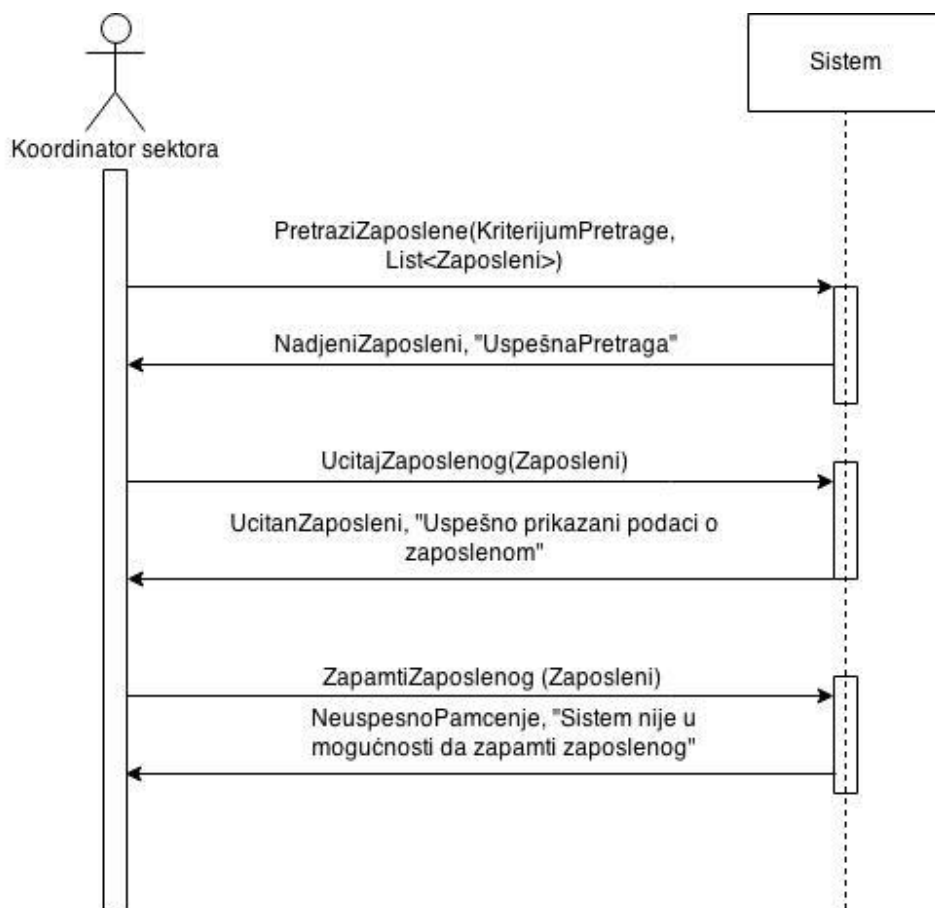 Sistem
Koordinator sektora
PretraziZaposlene(KriterijumPretrage,
List<Zaposleni>)
NadjeniZaposleni, "UspešnaPretraga"
UcitajZaposlenog(Zaposleni)
UcitanZaposleni, "Uspešno prikazani podaci o
zaposlenom"
ZapamtiZaposlenog (Zaposleni)
NeuspesnoPamcenje, "Sistem nije u
mogućnosti da zapamti zaposlenog"